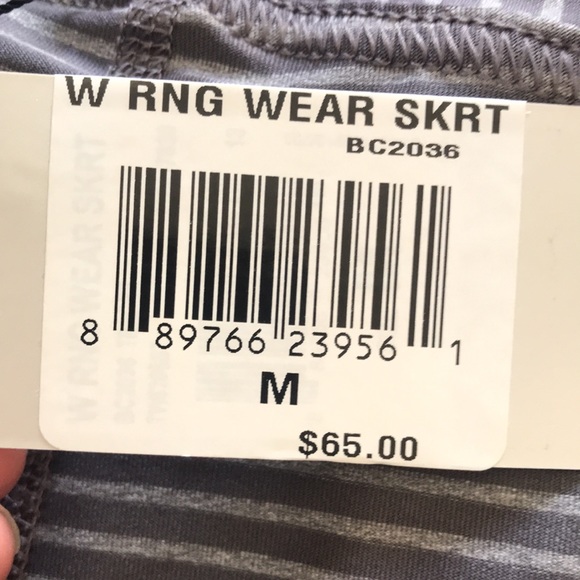 W RNG WEAR SKRT
BC2036
8 89766 23956 1
M
$65.00